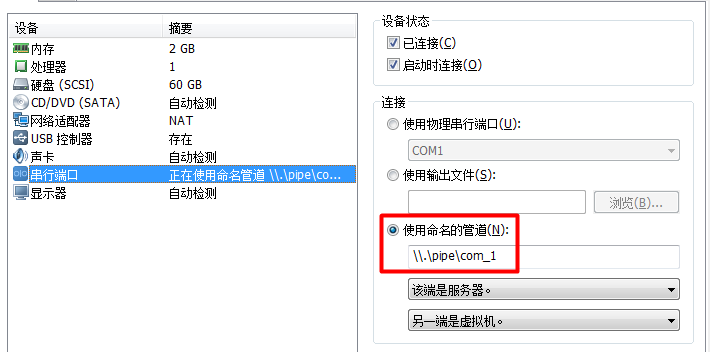 设备 摘要
内存 2 GB
处理器 1
硬盘 (SCSI) 60 GB
CD/DVD (SATA) 自动检测
网络适配器 NAT
USB 控制器 存在
声卡 自动检测
串行端口 正在使用命名管道 \\.\pipe\co...
显示器 自动检测
设备状态
已连接(C)
启动时连接(O)
连接
使用物理串行端口(U):
COM1
使用输出文件(S):
浏览(B)...
使用命名的管道(N):
\\.\pipe\com_1
该端是服务器。
另一端是虚拟机。